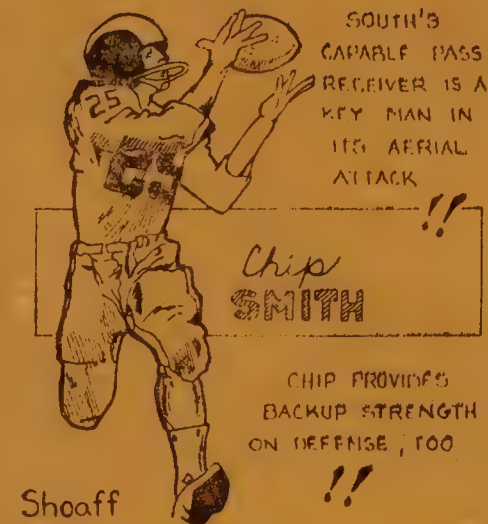 SOUTH'S
CAPABLE PASS
RECEIVER IS A
KEY MAN IN
ITS AERIAL
ATTACK
!!
25
Chip
SMITH
CHIP PROVIDES
BACKUP STRENGTH
ON DEFENSE, TOO
!!
Shoaff